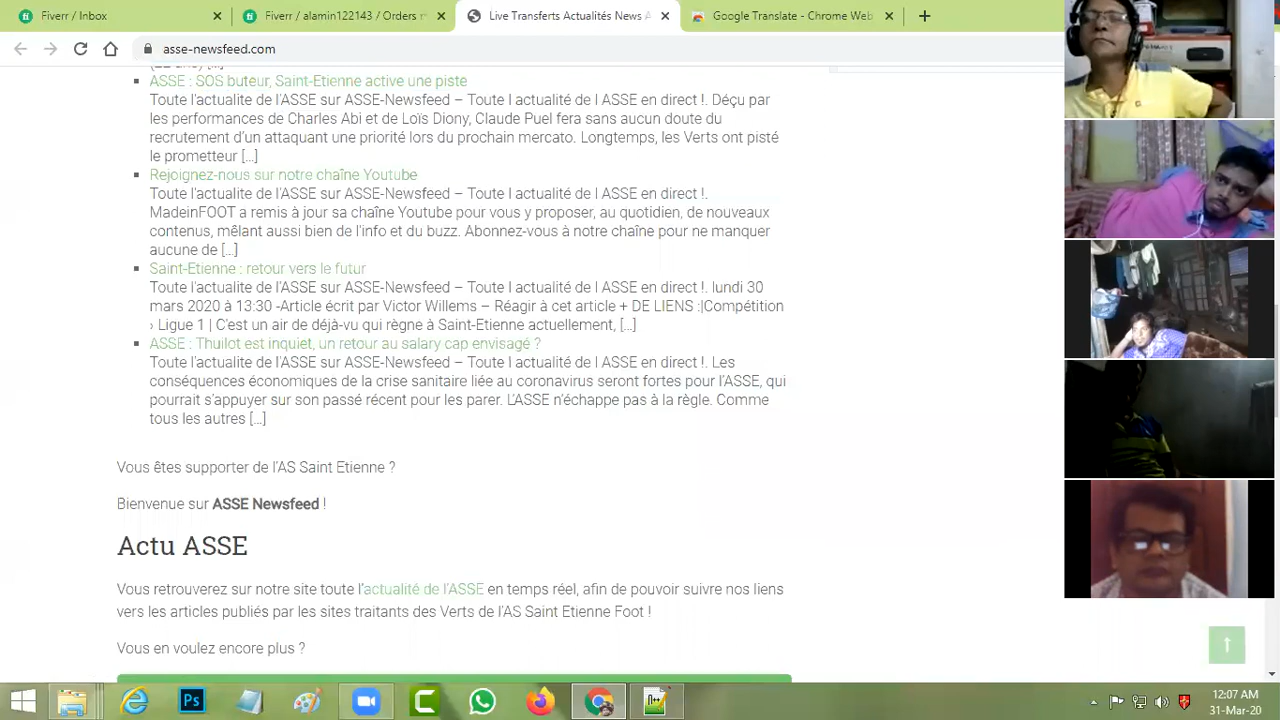 Fiverr / Inbox
Fiverr / alamin122143 / Orders
Live Transferts Actualités News A
Google Translate - Chrome Web
asse-newsfeed.com
ASSE : SOS buteur, Saint-Etienne active une piste
Toute l'actualite de l'ASSE sur ASSE-Newsfeed – Toute l actualité de l ASSE en direct !. Déçu par
les performances de Charles Abi et de Loïs Diony, Claude Puel fera sans aucun doute du
recrutement d'un attaquant une priorité lors du prochain mercato. Longtemps, les Verts ont pisté
le prometteur [...]
Rejoignez-nous sur notre chaîne Youtube
Toute l'actualite de l'ASSE sur ASSE-Newsfeed – Toute l actualité de l ASSE en direct !.
MadeinFOOT a remis à jour sa chaîne Youtube pour vous y proposer, au quotidien, de nouveaux
contenus, mêlant aussi bien de l'info et du buzz. Abonnez-vous à notre chaîne pour ne manquer
aucune de [...]
Saint-Etienne : retour vers le futur
Toute l'actualite de l'ASSE sur ASSE-Newsfeed – Toute l actualité de l ASSE en direct !. lundi 30
mars 2020 à 13:30 -Article écrit par Victor Willems – Réagir à cet article + DE LIENS :|Compétition
› Ligue 1 | C'est un air de déjà-vu qui règne à Saint-Etienne actuellement, [...]
ASSE : Thuilot est inquiet, un retour au salary cap envisagé ?
Toute l'actualite de l'ASSE sur ASSE-Newsfeed – Toute l actualité de l ASSE en direct !. Les
conséquences économiques de la crise sanitaire liée au coronavirus seront fortes pour l'ASSE, qui
pourrait s'appuyer sur son passé récent pour les parer. L'ASSE n'échappe pas à la règle. Comme
tous les autres [...]
Vous êtes supporter de l'AS Saint Etienne ?
Bienvenue sur ASSE Newsfeed !
Actu ASSE
Vous retrouverez sur notre site toute l'actualité de l'ASSE en temps réel, afin de pouvoir suivre nos liens
vers les articles publiés par les sites traitants des Verts de l'AS Saint Etienne Foot !
Vous en voulez encore plus ?
Ps
12:07 AM
31-Mar-20